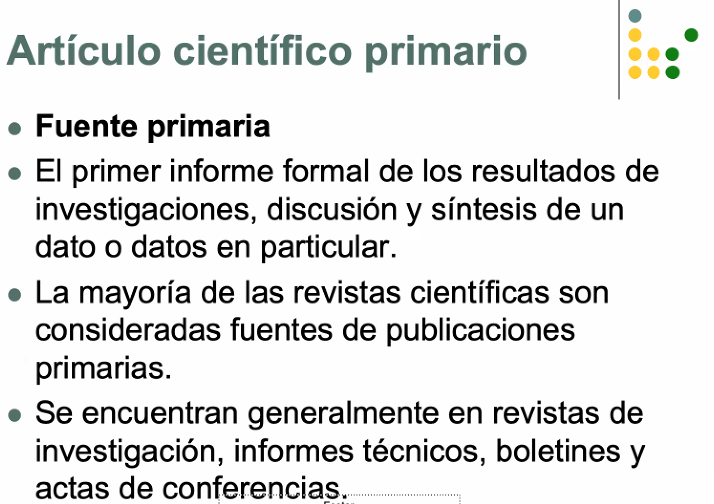 Artículo científico primario
Fuente primaria
El primer informe formal de los resultados de
investigaciones, discusión y síntesis de un
dato o datos en particular.
La mayoría de las revistas científicas son
consideradas fuentes de publicaciones
primarias.
Se encuentran generalmente en revistas de
investigación, informes técnicos, boletines y
actas de conferencias.